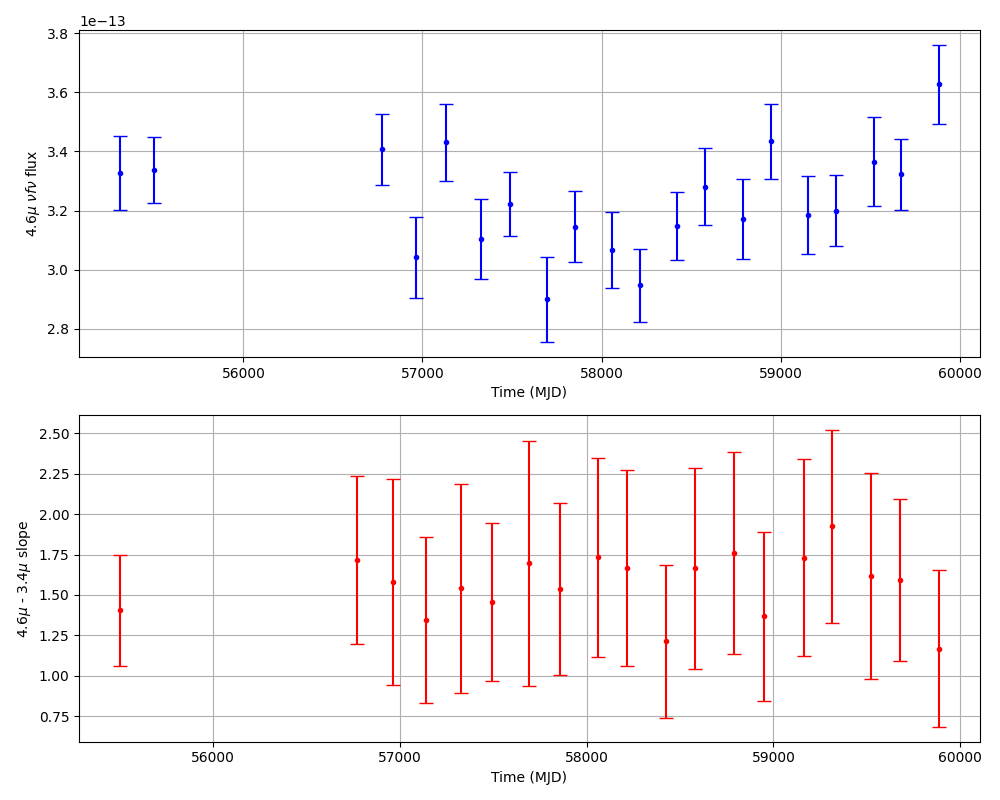 1e−13
3.8
3.6
3.4
3.2
3.0
2.8
4.6μ νfν flux
56000 57000 58000 59000 60000
Time (MJD)
2.50
2.25
2.00
1.75
1.50
1.25
1.00
0.75
4.6μ - 3.4μ slope
56000 57000 58000 59000 60000
Time (MJD)